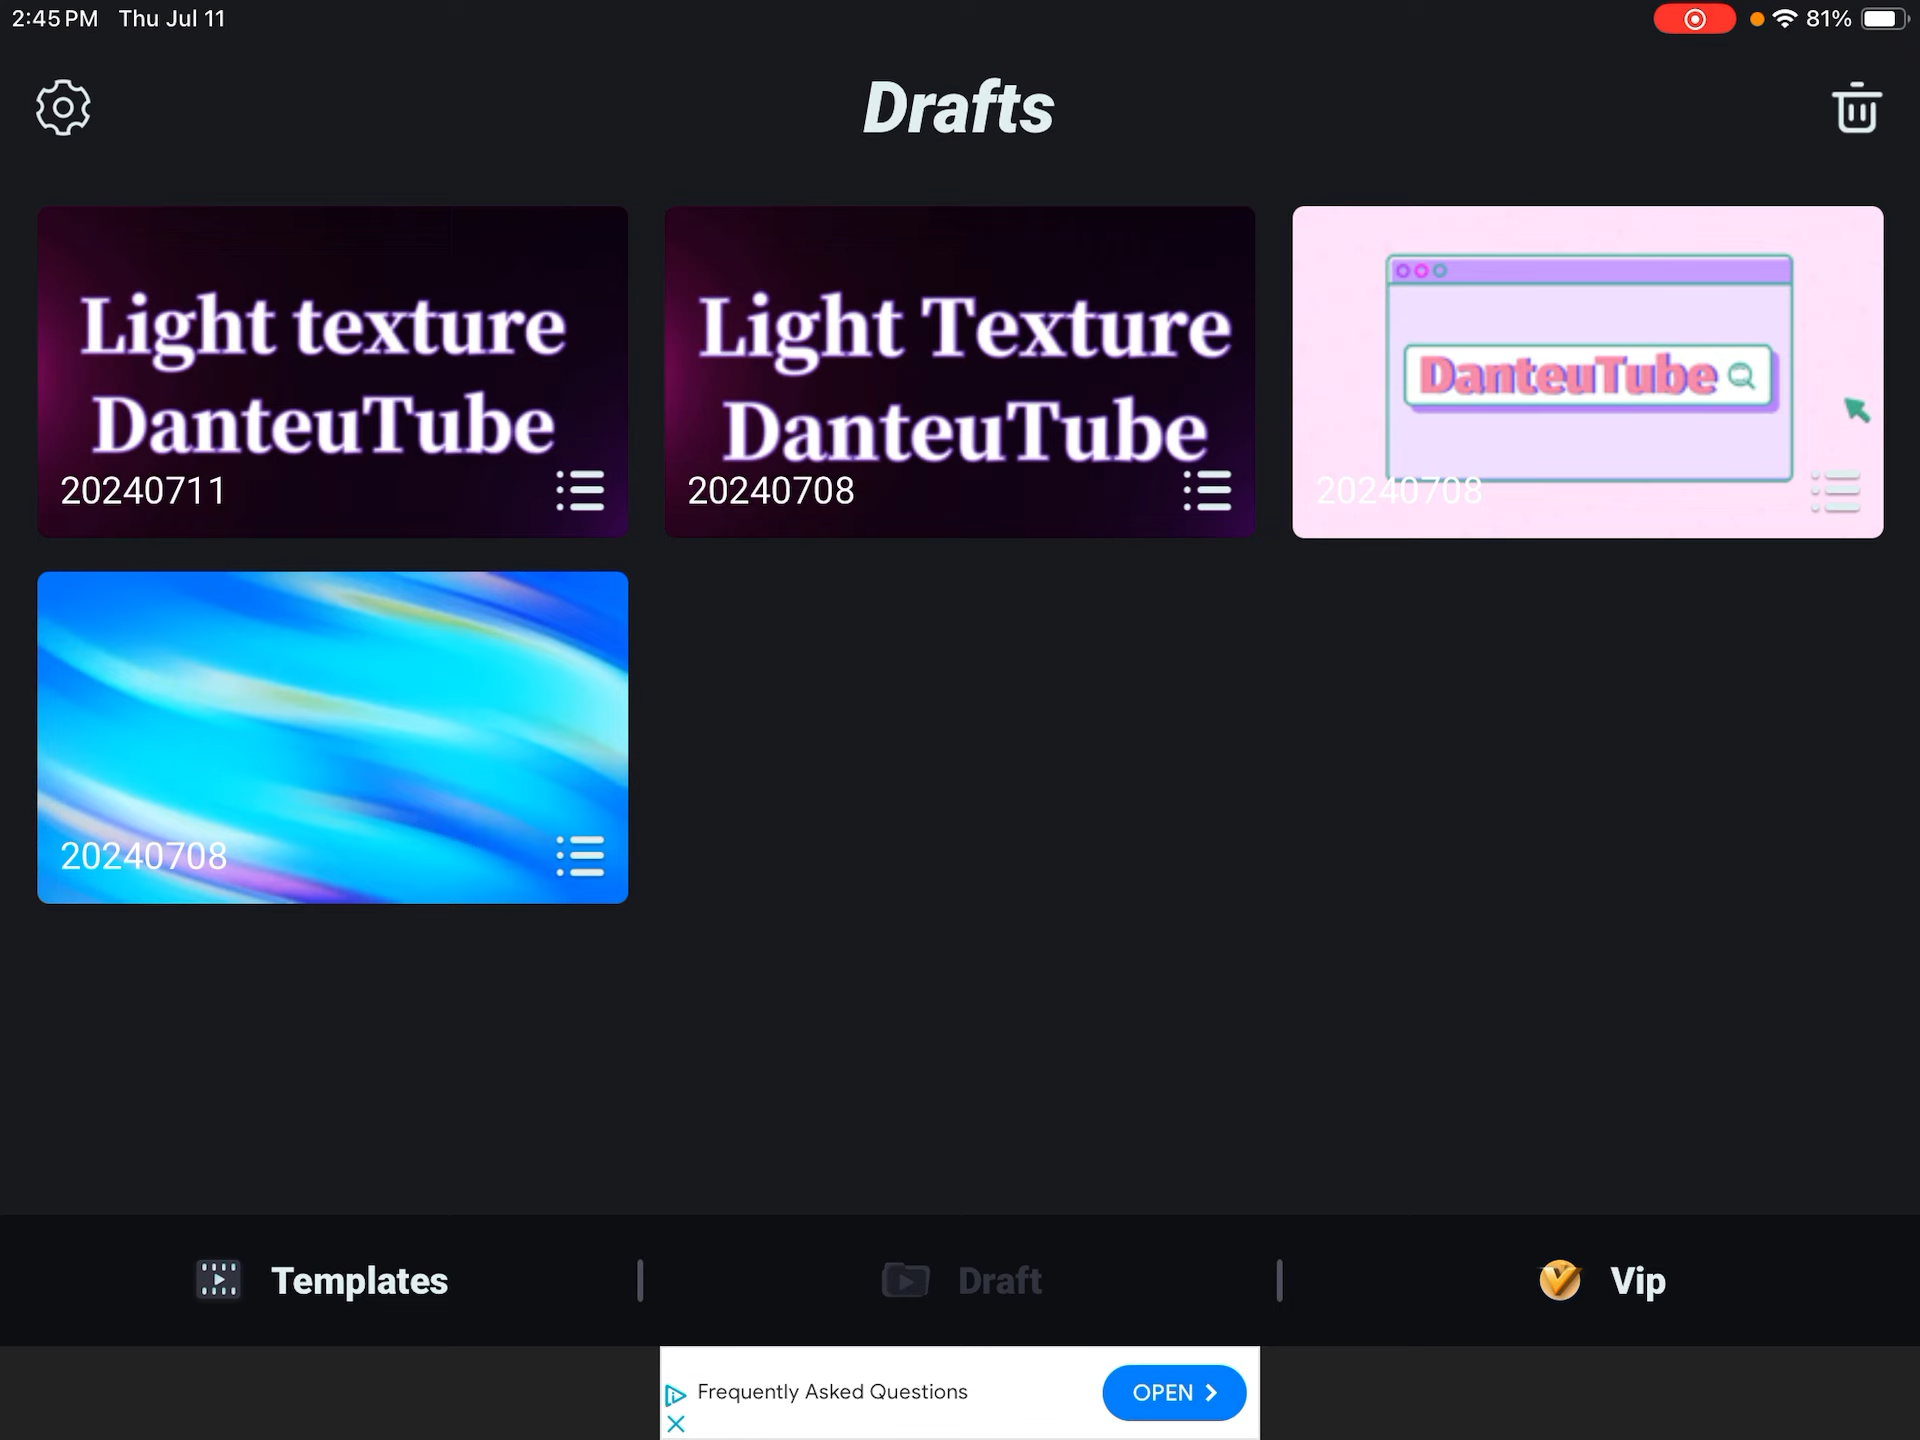 2:45 PM Thu Jul 11
81%
Drafts
Light texture
DanteuTube
20240711
Light Texture
DanteuTube
20240708
DanteuTube
20240708
20240708
Templates
Draft
Vip
Frequently Asked Questions
OPEN